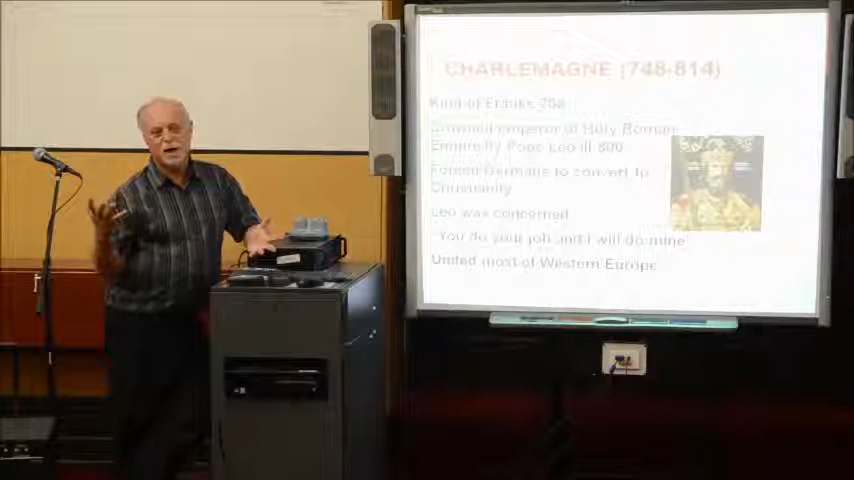 CHARLEMAGNE (748-814)
King of Franks 768
Crowned emperor of Holy Roman
Empire by Pope Leo III 800
Forced Germans to convert to
Christianity
Leo was concerned
"You do your job and I will do mine"
United most of Western Europe